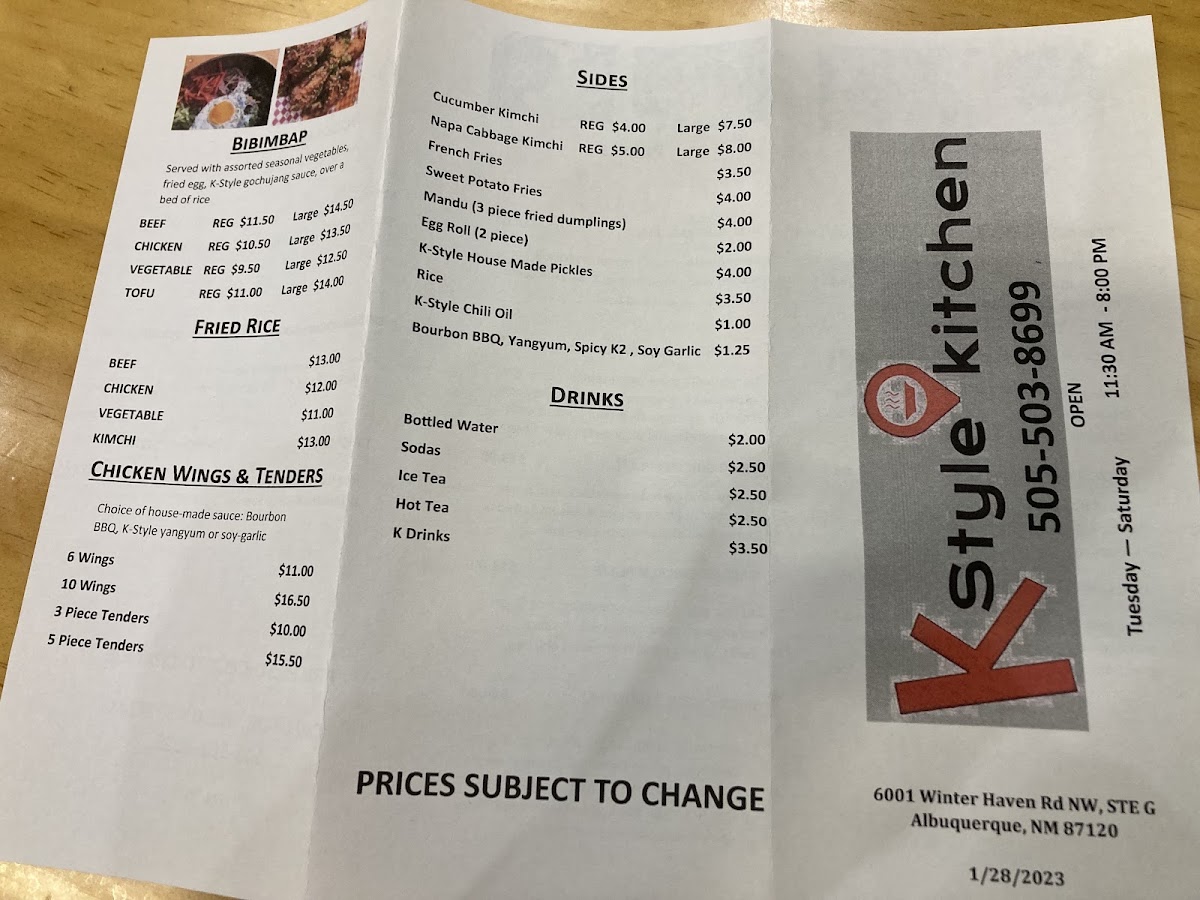 BIBIMBAP
Served with assorted seasonal vegetables,
fried egg, K-Style gochujang sauce, over a
bed of rice
BEEF REG $11.50 Large $14.50
CHICKEN REG $10.50 Large $13.50
VEGETABLE REG $9.50 Large $12.50
TOFU REG $11.00 Large $14.00
FRIED RICE
BEEF $13.00
CHICKEN $12.00
VEGETABLE $11.00
KIMCHI $13.00
CHICKEN WINGS & TENDERS
Choice of house-made sauce: Bourbon
BBQ, K-Style yangyum or soy-garlic
6 Wings $11.00
10 Wings $16.50
3 Piece Tenders $10.00
5 Piece Tenders $15.50
SIDES
Cucumber Kimchi REG $4.00 Large $7.50
Napa Cabbage Kimchi REG $5.00 Large $8.00
French Fries $3.50
Sweet Potato Fries $4.00
Mandu (3 piece fried dumplings) $4.00
Egg Roll (2 piece) $2.00
K-Style House Made Pickles $4.00
Rice $3.50
K-Style Chili Oil $1.00
Bourbon BBQ, Yangyum, Spicy K2 , Soy Garlic $1.25
DRINKS
Bottled Water $2.00
Sodas $2.50
Ice Tea $2.50
Hot Tea $2.50
K Drinks $3.50
PRICES SUBJECT TO CHANGE
K style kitchen
505-503-8699
OPEN
Tuesday — Saturday 11:30 AM - 8:00 PM
6001 Winter Haven Rd NW, STE G
Albuquerque, NM 87120
1/28/2023